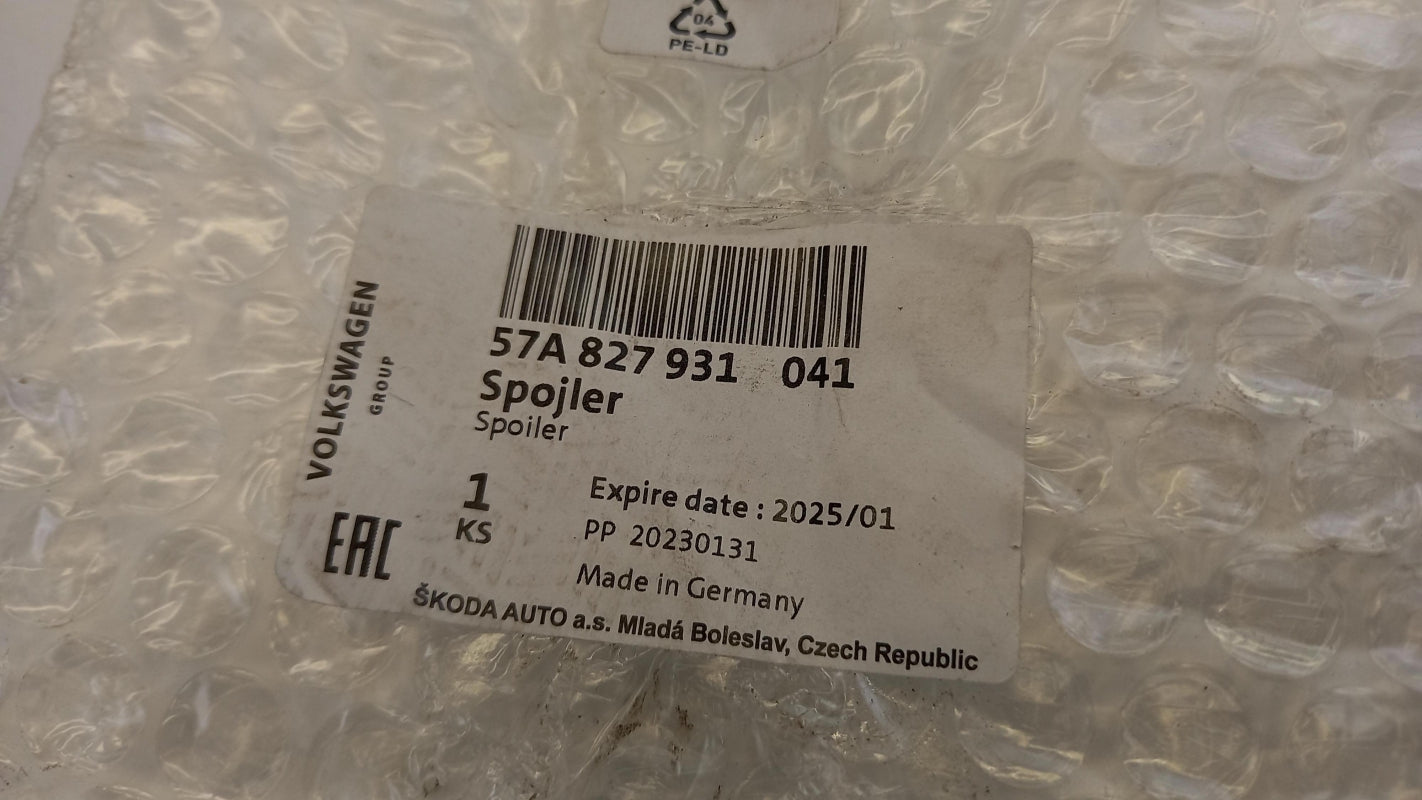 04
PE-LD
VOLKSWAGEN
GROUP
57A 827 931 041
Spojler
Spoiler
1
KS
Expire date : 2025/01
PP 20230131
Made in Germany
EAC
ŠKODA AUTO a.s. Mladá Boleslav, Czech Republic